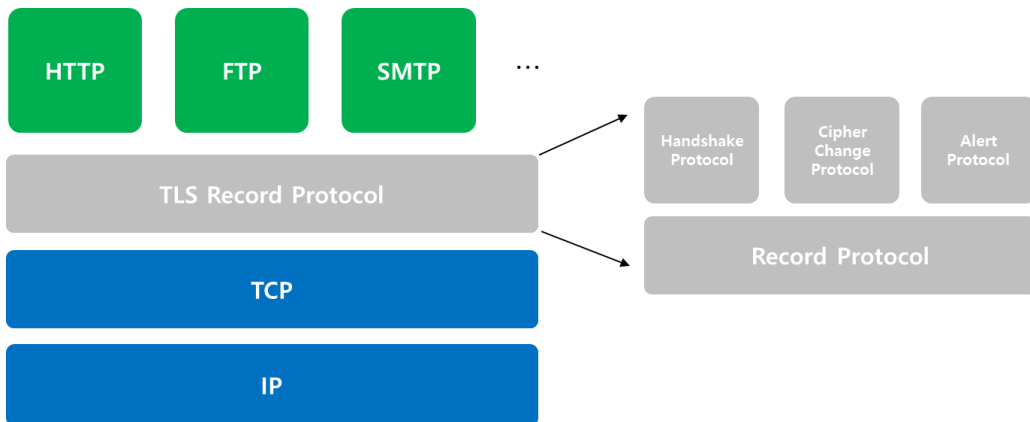 HTTP
FTP
SMTP
...
TLS Record Protocol
TCP
IP
Handshake
Protocol
Cipher
Change
Protocol
Alert
Protocol
Record Protocol